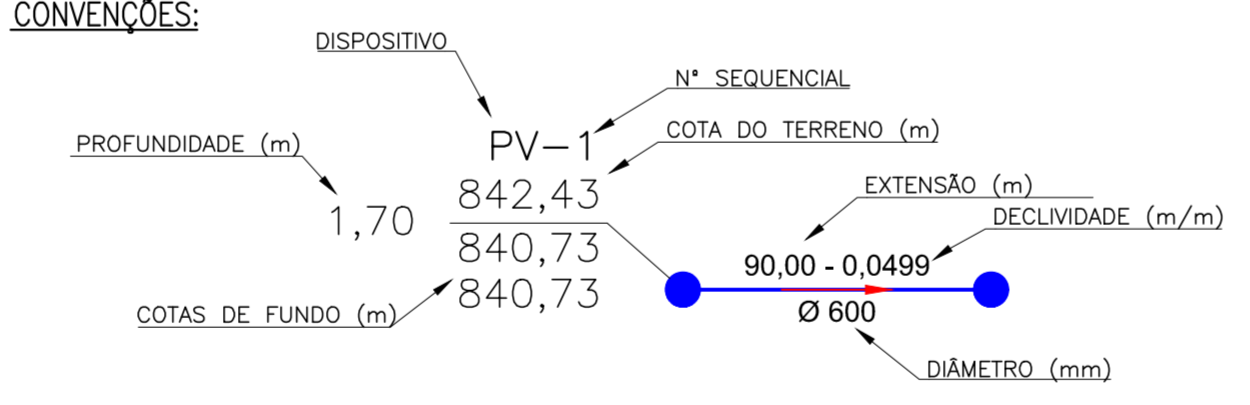 CONVENÇÕES:
DISPOSITIVO
Nº SEQUENCIAL
PV-1
COTA DO TERRENO (m)
PROFUNDIDADE (m)
842,43
EXTENSÃO (m)
1,70
DECLIVIDADE (m/m)
840,73
90,00 - 0,0499
840,73
COTAS DE FUNDO (m)
Ø 600
DIÂMETRO (mm)